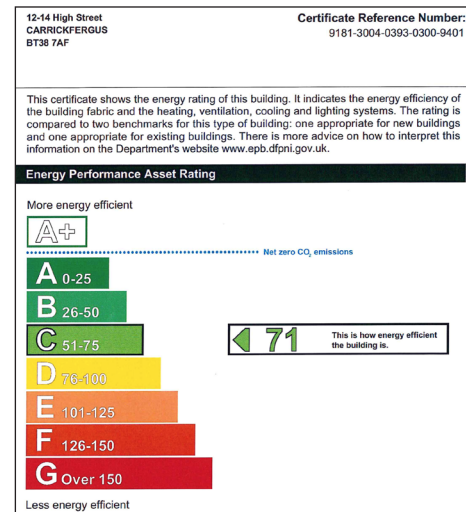 12-14 High Street
CARRICKFERGUS
BT38 7AF
Certificate Reference Number:
9181-3004-0393-0300-9401
This certificate shows the energy rating of this building. It indicates the energy efficiency of
the building fabric and the heating, ventilation, cooling and lighting systems. The rating is
compared to two benchmarks for this type of building: one appropriate for new buildings
and one appropriate for existing buildings. There is more advice on how to interpret this
information on the Department's website www.epb.dfpni.gov.uk.
Energy Performance Asset Rating
More energy efficient
A+
Net zero CO₂ emissions
A 0-25
B 26-50
C 51-75
71
This is how energy efficient
the building is.
D 76-100
E 101-125
F 126-150
G Over 150
Less energy efficient